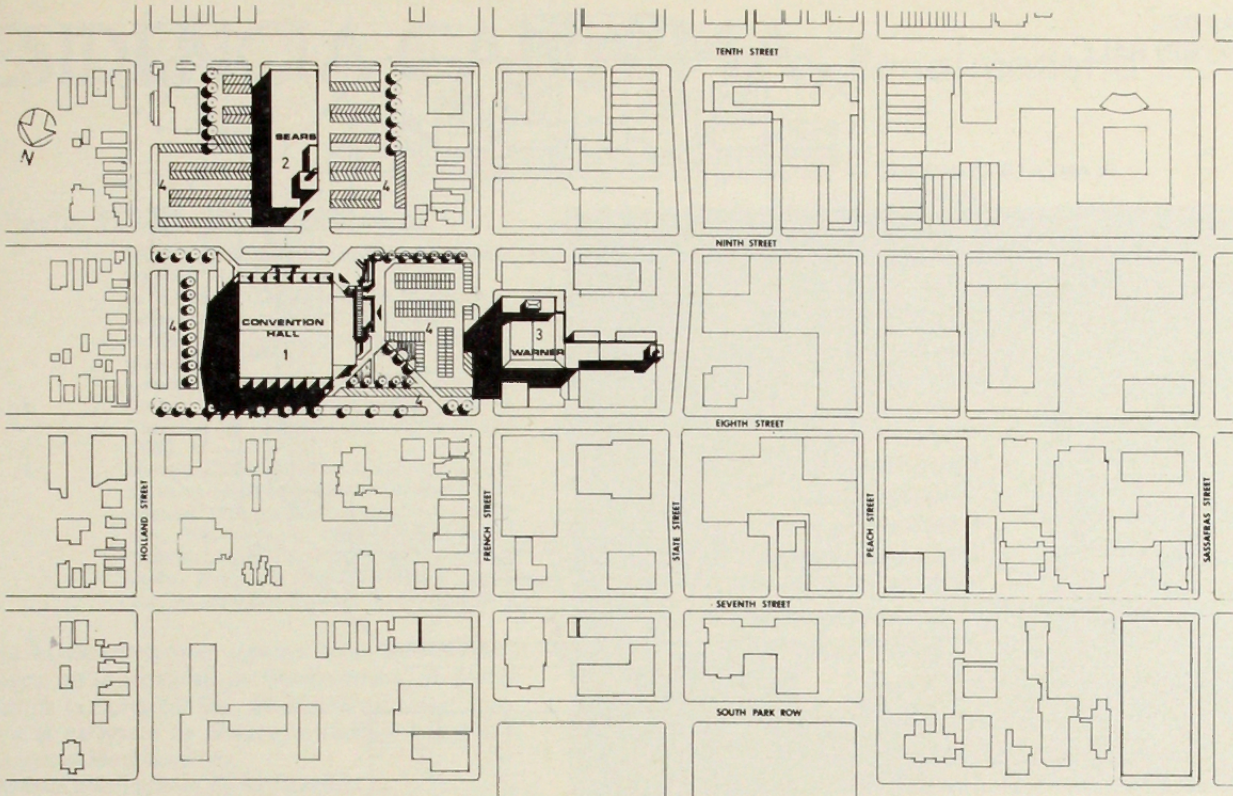 TENTH STREET
N
SEARS
2
4
4
NINTH STREET
CONVENTION
HALL
1
4
4
3
WARNER
4
EIGHTH STREET
HOLLAND STREET
FRENCH STREET
STATE STREET
PEACH STREET
SASSAFRAS STREET
SEVENTH STREET
SOUTH PARK ROW